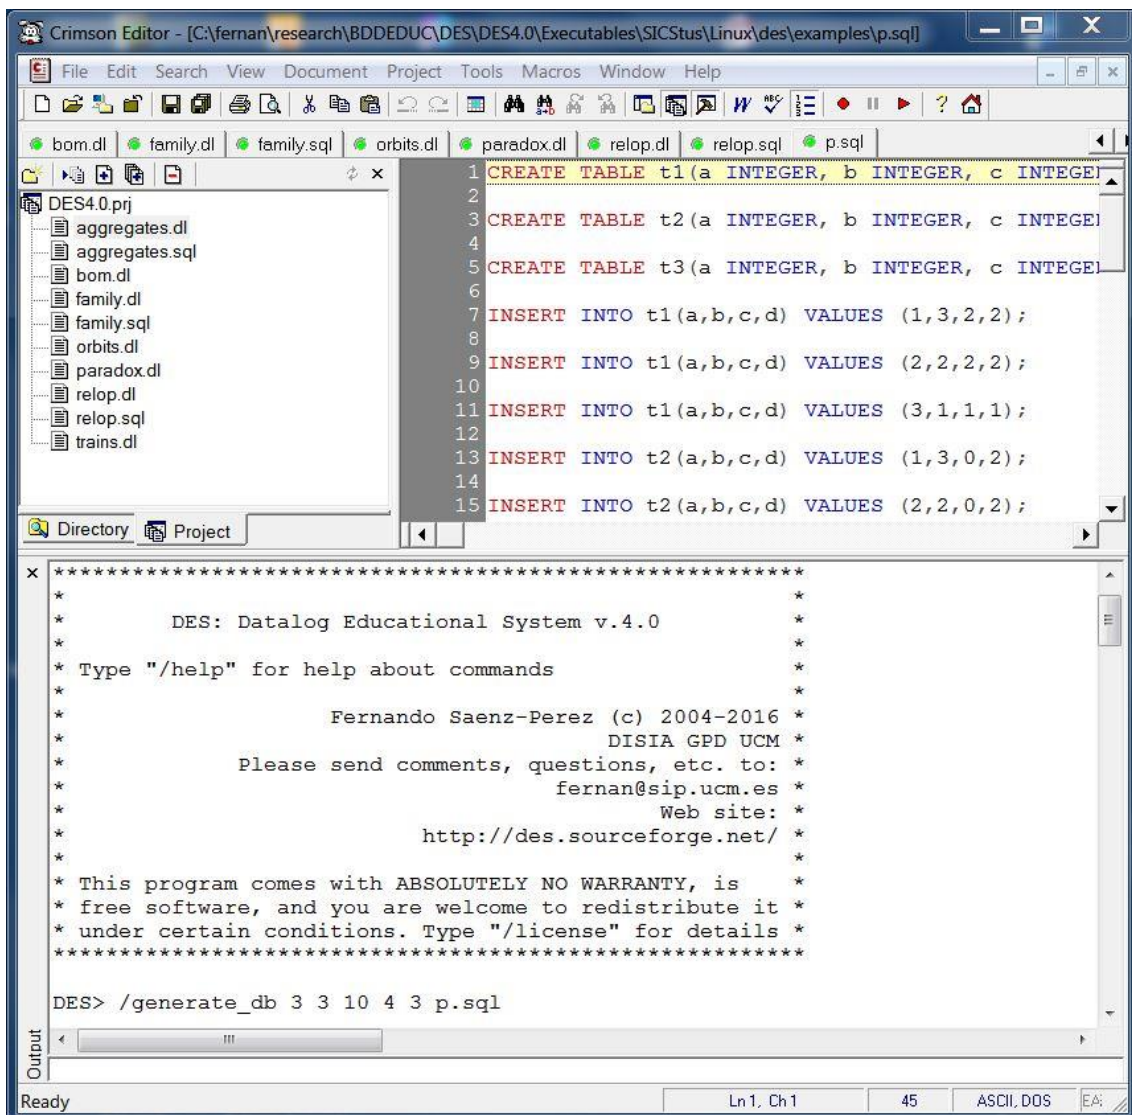 Crimson Editor - [C:\fernan\research\BDDEDUC\DES\DES4.0\Executables\SICStus\Linux\des\examples\p.sql]
File Edit Search View Document Project Tools Macros Window Help
bom.dl family.dl family.sql orbits.dl paradox.dl relop.dl relop.sql p.sql
DES4.0.prj
aggregates.dl
aggregates.sql
bom.dl
family.dl
family.sql
orbits.dl
paradox.dl
relop.dl
relop.sql
trains.dl
Directory Project
1 CREATE TABLE t1(a INTEGER, b INTEGER, c INTEGE
2
3 CREATE TABLE t2(a INTEGER, b INTEGER, c INTEGE
4
5 CREATE TABLE t3(a INTEGER, b INTEGER, c INTEGE
6
7 INSERT INTO t1(a,b,c,d) VALUES (1,3,2,2);
8
9 INSERT INTO t1(a,b,c,d) VALUES (2,2,2,2);
10
11 INSERT INTO t1(a,b,c,d) VALUES (3,1,1,1);
12
13 INSERT INTO t2(a,b,c,d) VALUES (1,3,0,2);
14
15 INSERT INTO t2(a,b,c,d) VALUES (2,2,0,2);
*********************************************************
* *
* DES: Datalog Educational System v.4.0 *
* *
* Type "/help" for help about commands *
* *
* Fernando Saenz-Perez (c) 2004-2016 *
* DISIA GPD UCM *
* Please send comments, questions, etc. to: *
* fernan@sip.ucm.es *
* Web site: *
* http://des.sourceforge.net/ *
* *
* This program comes with ABSOLUTELY NO WARRANTY, is *
* free software, and you are welcome to redistribute it *
* under certain conditions. Type "/license" for details *
*********************************************************
DES> /generate_db 3 3 10 4 3 p.sql
Output
Ready Ln 1, Ch 1 45 ASCII, DOS